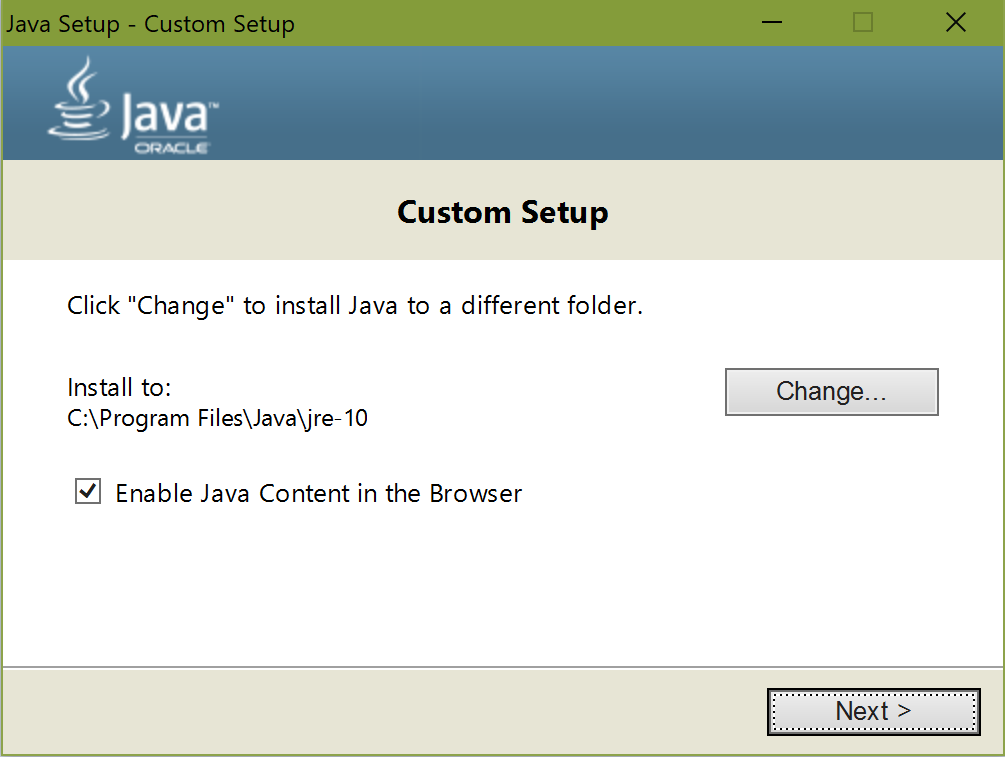 Java Setup - Custom Setup
Java™
ORACLE
Custom Setup
Click "Change" to install Java to a different folder.
Install to:
Change...
C:\Program Files\Java\jre-10
Enable Java Content in the Browser
Next >